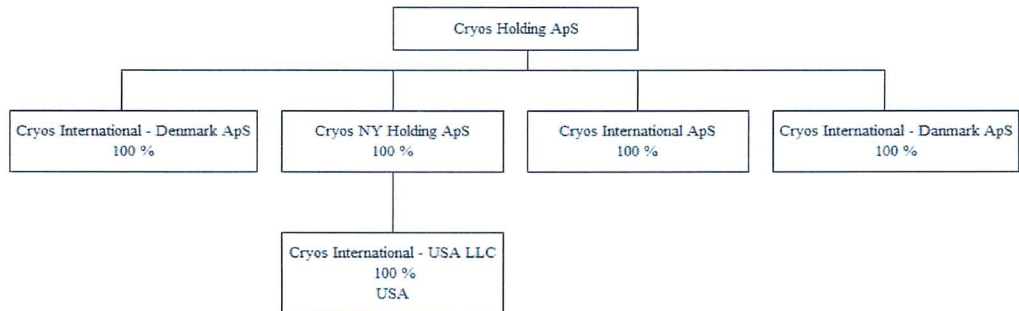 Cryos Holding ApS
Cryos International - Denmark ApS
100 %
Cryos NY Holding ApS
100 %
Cryos International ApS
100 %
Cryos International - Danmark ApS
100 %
Cryos International - USA LLC
100 %
USA